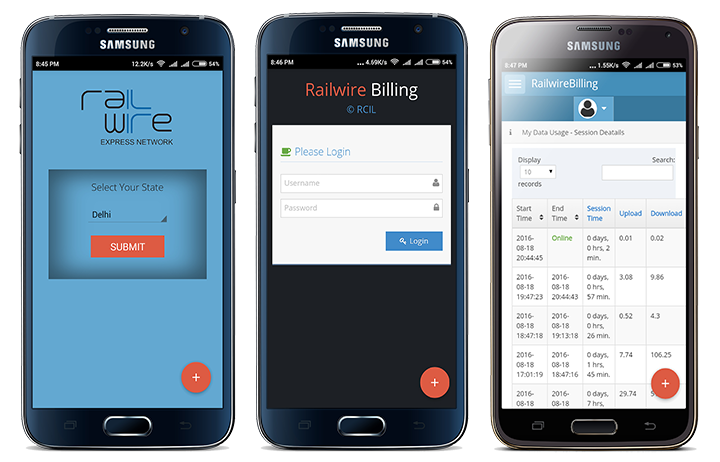 SAMSUNG
8:45 PM 12.2K/s 54%
rail
wire
EXPRESS NETWORK
Select Your State
Delhi
SUBMIT
+
SAMSUNG
8:46 PM ... 4.69K/s 54%
Railwire Billing
© RCIL
Please Login
Username
Password
Login
+
SAMSUNG
8:47 PM ... 1.55K/s 53%
RailwireBilling
i My Data Usage - Session Deatails
Display Search:
10
records
Start Time End Time Session Time Upload Download
2016-08-18 20:44:45 Online 0 days, 0 hrs, 2 min. 0.01 0.02
2016-08-18 19:47:23 2016-08-18 20:44:43 0 days, 0 hrs, 57 min. 3.08 9.86
2016-08-18 18:47:18 2016-08-18 19:13:18 0 days, 0 hrs, 26 min. 0.52 4.3
2016-08-18 17:01:19 2016-08-18 18:47:16 0 days, 1 hrs, 45 min. 7.74 106.25
2016-08-18 2016-08-18 0 days, 7 hrs, 29.74
+